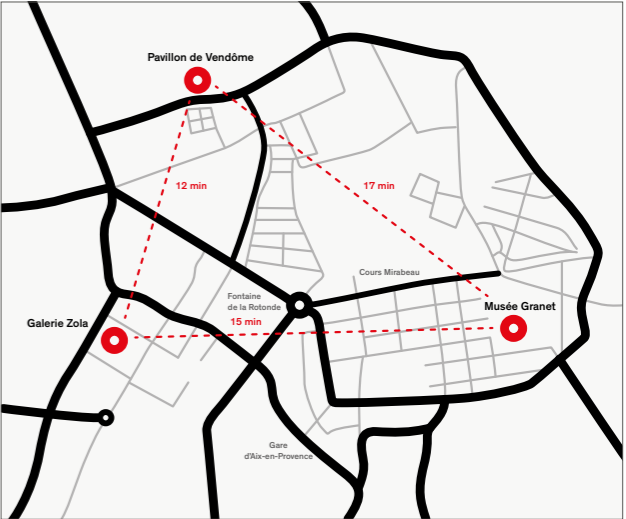 Pavillon de Vendôme
12 min
17 min
Cours Mirabeau
Fontaine
de la Rotonde
Musée Granet
Galerie Zola
15 min
Gare
d'Aix-en-Provence